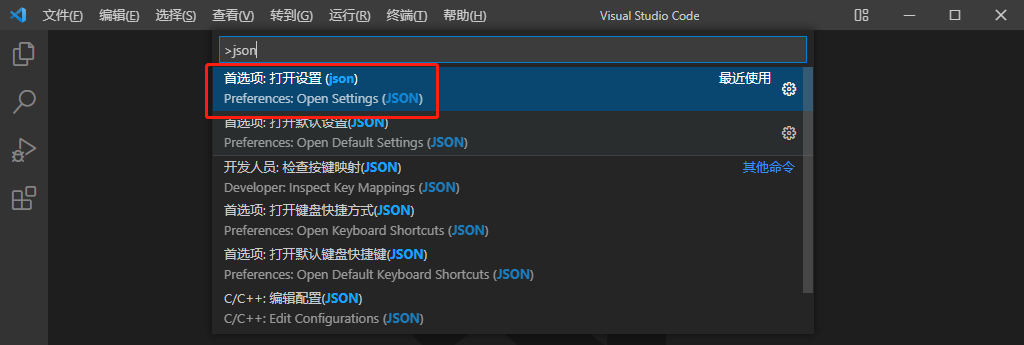 文件(F) 编辑(E) 选择(S) 查看(V) 转到(G) 运行(R) 终端(T) 帮助(H) Visual Studio Code
>json
首选项: 打开设置 (json) 最近使用
Preferences: Open Settings (JSON)
首选项: 打开默认设置(JSON)
Preferences: Open Default Settings (JSON)
开发人员: 检查按键映射(JSON) 其他命令
Developer: Inspect Key Mappings (JSON)
首选项: 打开键盘快捷方式(JSON)
Preferences: Open Keyboard Shortcuts (JSON)
首选项: 打开默认键盘快捷键(JSON)
Preferences: Open Default Keyboard Shortcuts (JSON)
C/C++: 编辑配置(JSON)
C/C++: Edit Configurations (JSON)